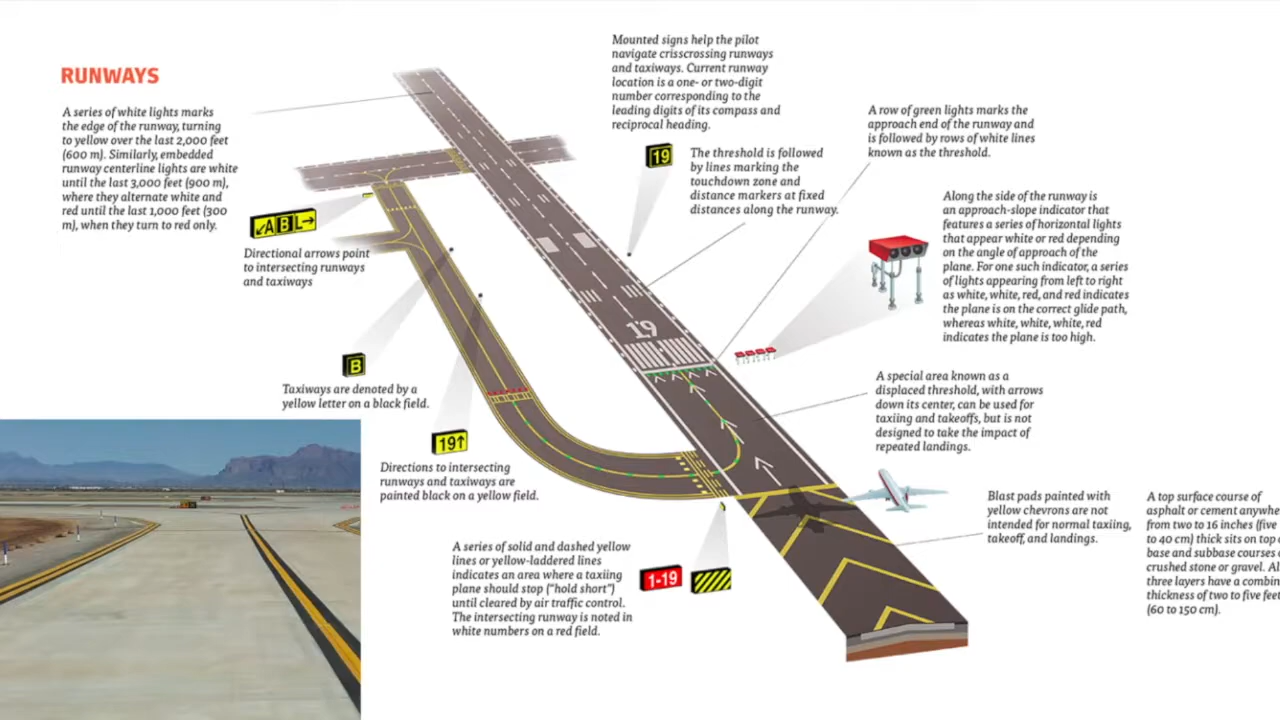 RUNWAYS
A series of white lights marks
the edge of the runway, turning
to yellow over the last 2,000 feet
(600 m). Similarly, embedded
runway centerline lights are white
until the last 3,000 feet (900 m),
where they alternate white and
red until the last 1,000 feet (300
m), when they turn to red only.
Mounted signs help the pilot
navigate crisscrossing runways
and taxiways. Current runway
location is a one- or two-digit
number corresponding to the
leading digits of its compass and
reciprocal heading.
19
The threshold is followed
by lines marking the
touchdown zone and
distance markers at fixed
distances along the runway.
A row of green lights marks the
approach end of the runway and
is followed by rows of white lines
known as the threshold.
Along the side of the runway is
an approach-slope indicator that
features a series of horizontal lights
that appear white or red depending
on the angle of approach of the
plane. For one such indicator, a series
of lights appearing from left to right
as white, white, red, and red indicates
the plane is on the correct glide path,
whereas white, white, white, red
indicates the plane is too high.
↙A B L→
Directional arrows point
to intersecting runways
and taxiways
19
B
Taxiways are denoted by a
yellow letter on a black field.
A special area known as a
displaced threshold, with arrows
down its center, can be used for
taxiing and takeoffs, but is not
designed to take the impact of
repeated landings.
19↑
Directions to intersecting
runways and taxiways are
painted black on a yellow field.
Blast pads painted with
yellow chevrons are not
intended for normal taxiing,
takeoff, and landings.
A series of solid and dashed yellow
lines or yellow-laddered lines
indicates an area where a taxiing
plane should stop ("hold short")
until cleared by air traffic control.
The intersecting runway is noted in
white numbers on a red field.
1-19
A top surface course of
asphalt or cement anywhe
from two to 16 inches (five
to 40 cm) thick sits on top o
base and subbase courses o
crushed stone or gravel. Al
three layers have a combin
thickness of two to five feet
(60 to 150 cm).